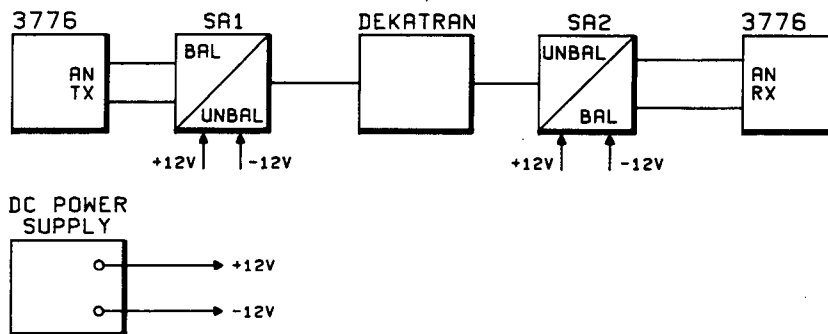 3776
SA1
DEKATRAN
SA2
3776
BAL
UNBAL
AN
TX
UNBAL
BAL
AN
RX
+12V
-12V
+12V
-12V
DC POWER
SUPPLY
+12V
-12V